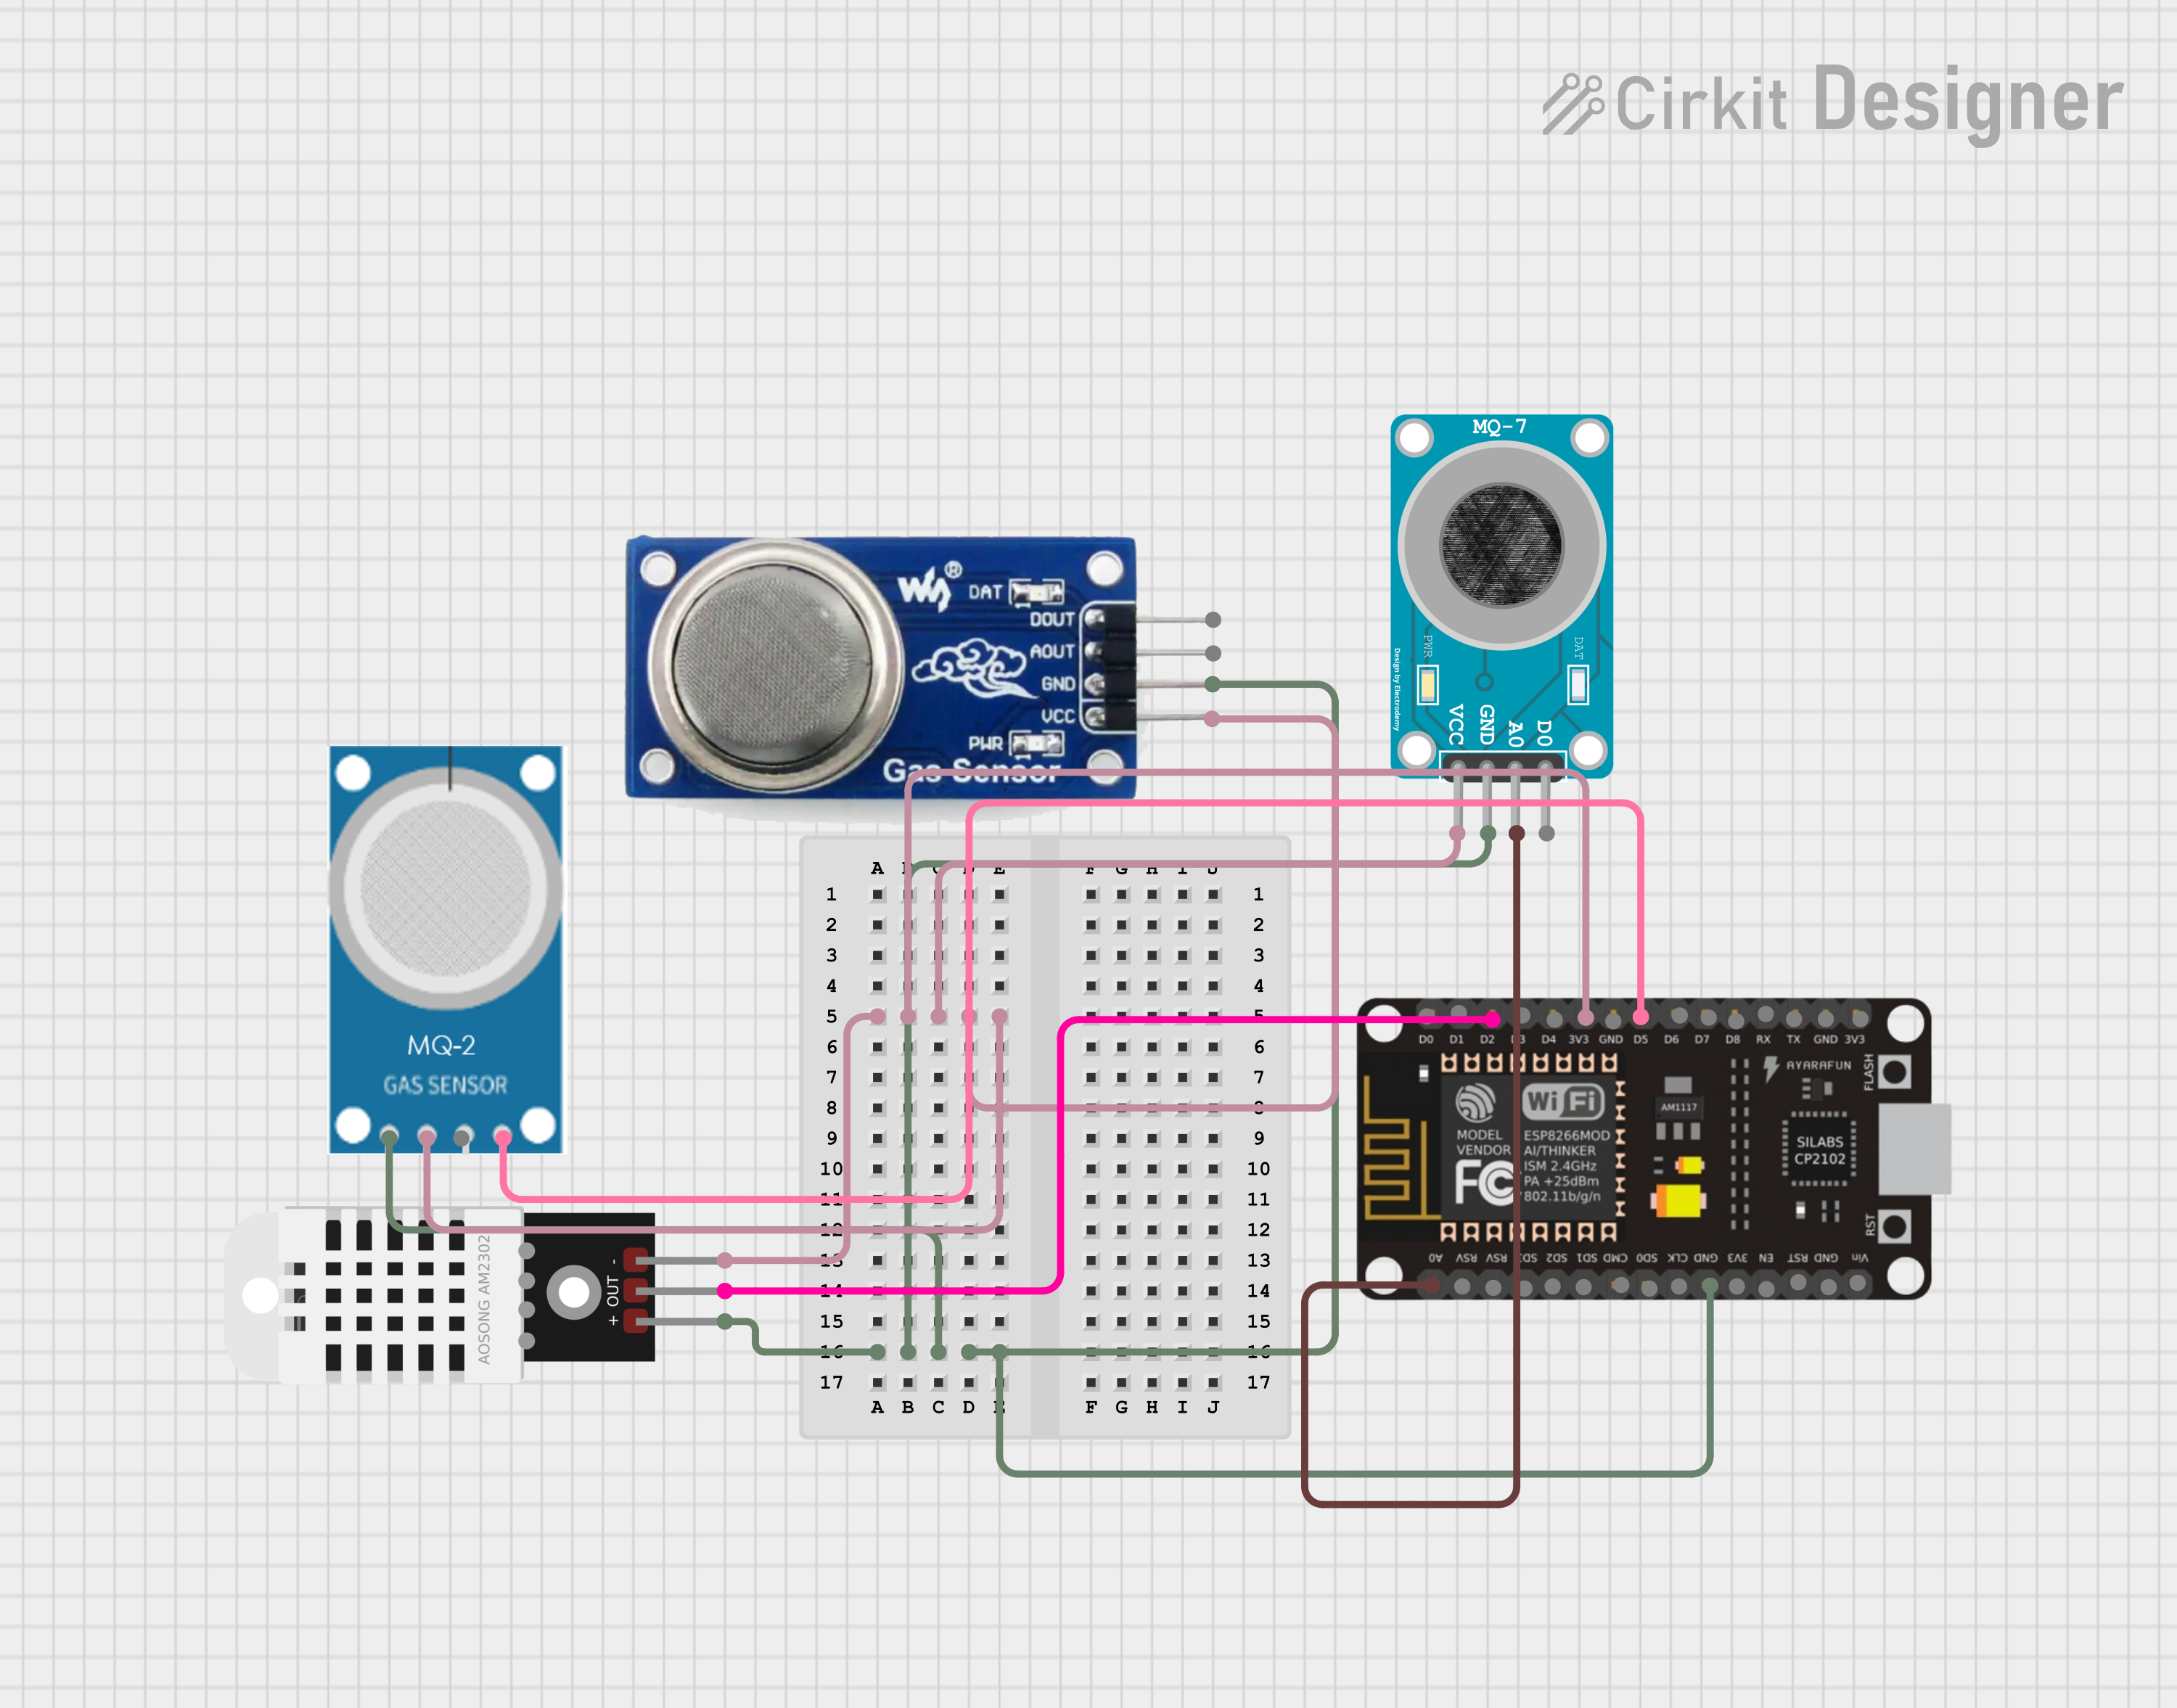 Cirkit Designer
MQ-7
PWR
DAT
Design by Electrodemy
VCC
GND
A0
D0
®
DAT
DOUT
AOUT
GND
VCC
PWR
Gas Sensor
MQ-2
GAS SENSOR
AOSONG AM2302
+ OUT -
A B C D E F G H I J
1 1
2 2
3 3
4 4
5 5
6 6
7 7
8 8
9 9
10 10
11 11
12 12
13 13
14 14
15 15
16 16
17 17
A B C D E F G H I J
D0 D1 D2 D3 D4 3V3 GND D5 D6 D7 D8 RX TX GND 3V3
AYARAFUN
FLASH
WiFi
MODEL
VENDOR
ESP8266MOD
AI/THINKER
ISM 2.4GHz
PA +25dBm
802.11b/g/n
FC
AM1117
SILABS
CP2102
RST
A0 RSV RSV SD3 SD2 SD1 CMD SD0 CLK GND 3V3 EN RST GND Vin